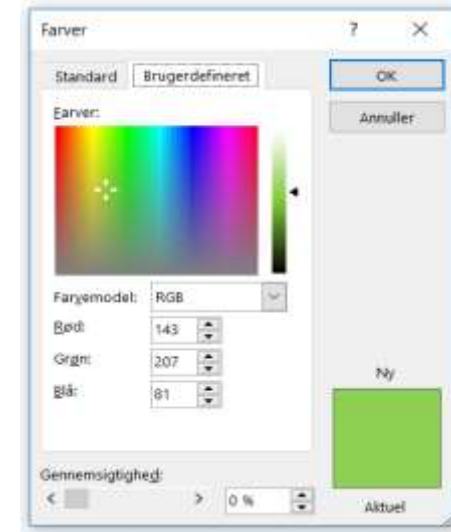 Farver ? ×
Standard Brugerdefineret OK
Annuller
Farver:
Farvemodel: RGB
Rød: 143
Grøn: 207
Blå: 81
Ny
Gennemsigtighed:
< > 0 %
Aktuel